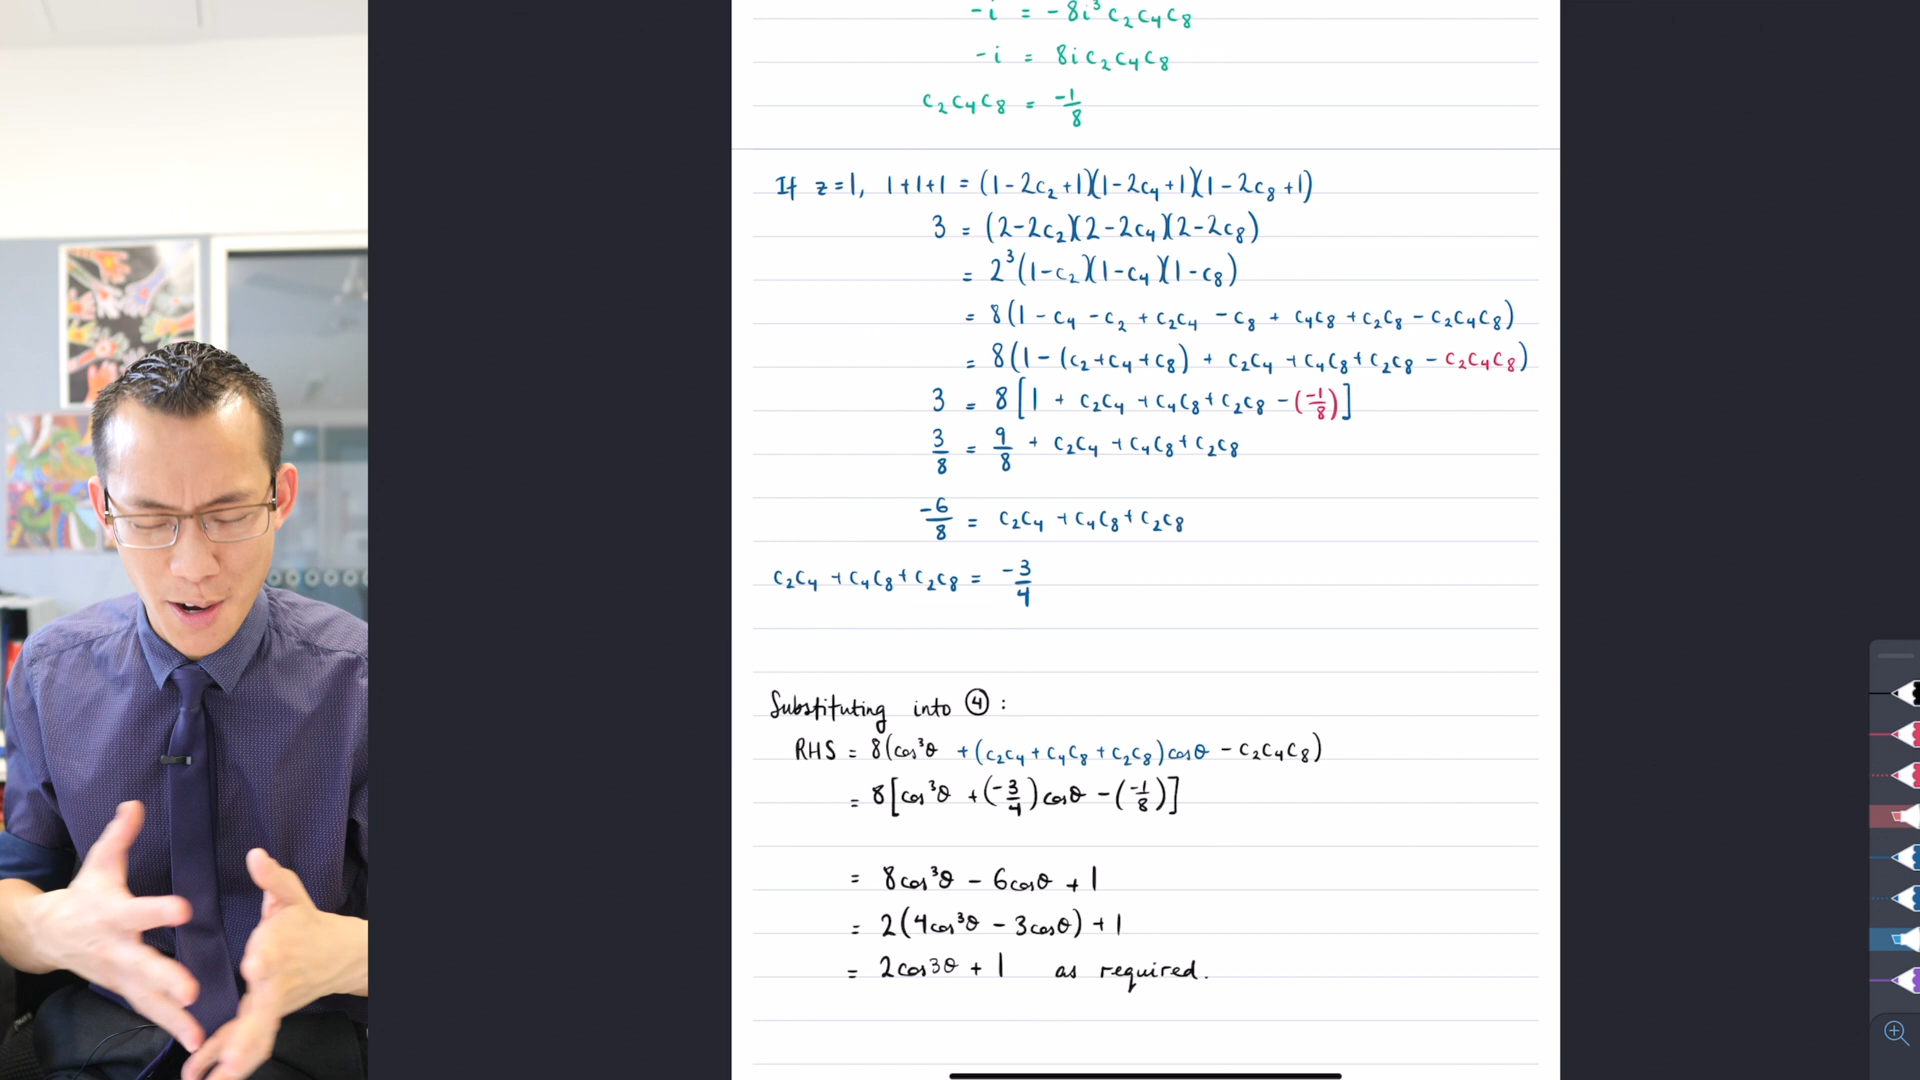 -i = -8i³c₂c₄c₈
-i = 8ic₂c₄c₈
c₂c₄c₈ = -1/8
If z=1, 1+1+1 = (1-2c₂+1)(1-2c₄+1)(1-2c₈+1)
3 = (2-2c₂)(2-2c₄)(2-2c₈)
= 2³(1-c₂)(1-c₄)(1-c₈)
= 8(1-c₄-c₂+c₂c₄-c₈+c₄c₈+c₂c₈-c₂c₄c₈)
= 8(1-(c₂+c₄+c₈)+c₂c₄+c₄c₈+c₂c₈-c₂c₄c₈)
3 = 8[1+c₂c₄+c₄c₈+c₂c₈-(-1/8)]
3/8 = 9/8 + c₂c₄+c₄c₈+c₂c₈
-6/8 = c₂c₄+c₄c₈+c₂c₈
c₂c₄+c₄c₈+c₂c₈ = -3/4
Substituting into ④:
RHS = 8(cos³θ+(c₂c₄+c₄c₈+c₂c₈)cosθ-c₂c₄c₈)
= 8[cos³θ+(-3/4)cosθ-(-1/8)]
= 8cos³θ-6cosθ+1
= 2(4cos³θ-3cosθ)+1
= 2cos3θ+1 as required.